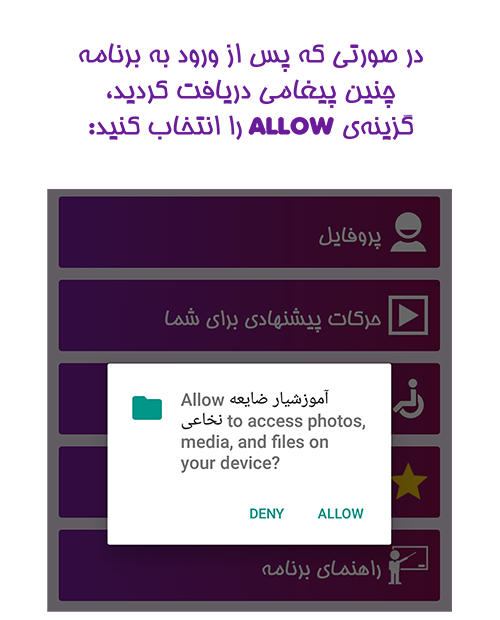 در صورتی که پس از ورود به برنامه
چنین پیغامی دریافت کردید،
گزینه‌ی ALLOW را انتخاب کنید:
پروفایل
حرکات پیشنهادی برای شما
Allow آموزشیار ضایعه
نخاعی to access photos,
media, and files on
your device?
DENY ALLOW
راهنمای برنامه